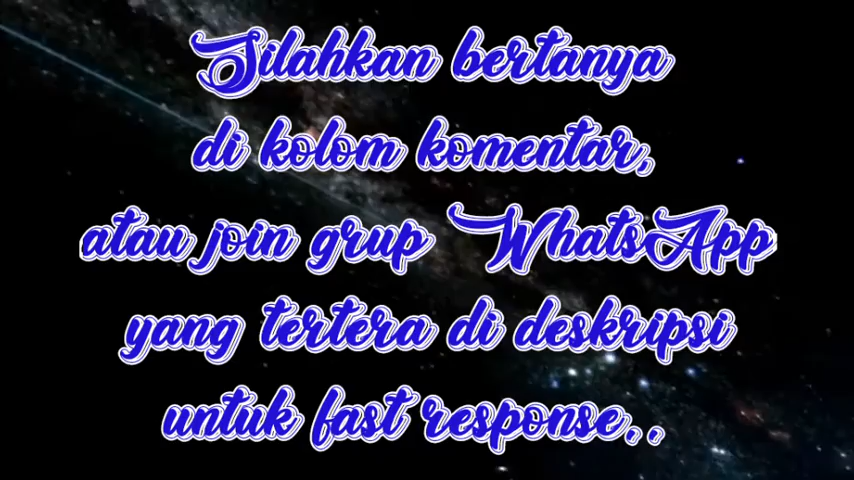 Silahkan bertanya
di kolom komentar,
atau join grup WhatsApp
yang tertera di deskripsi
untuk fast response..